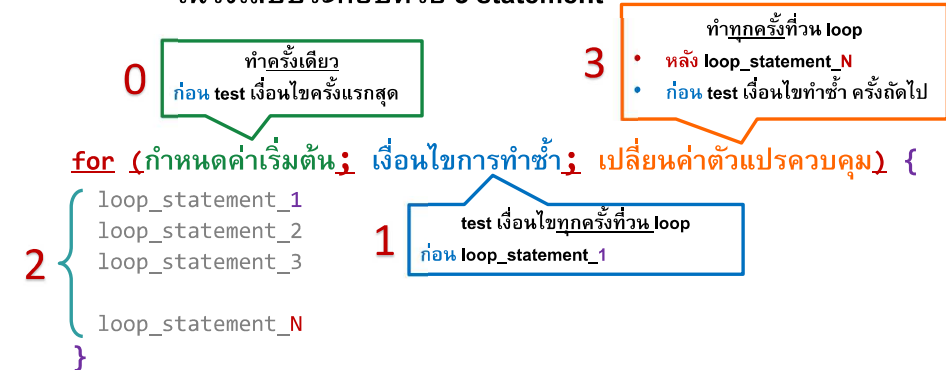 0
ทำครั้งเดียว
ก่อน test เงื่อนไขครั้งแรกสุด
3
ทำทุกครั้งที่วน loop
• หลัง loop_statement_N
• ก่อน test เงื่อนไขทำซ้ำ ครั้งถัดไป
for (กำหนดค่าเริ่มต้น; เงื่อนไขการทำซ้ำ; เปลี่ยนค่าตัวแปรควบคุม) {
2
loop_statement_1
loop_statement_2
loop_statement_3
loop_statement_N
}
1
test เงื่อนไขทุกครั้งที่วน loop
ก่อน loop_statement_1